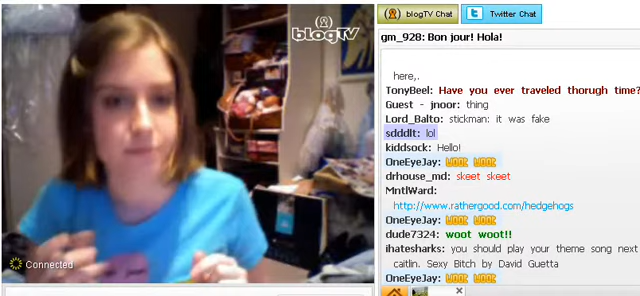 blogTV
Connected
blogTV Chat
Twitter Chat
gm_928: Bon jour! Hola!
here,.
TonyBeel: Have you ever traveled thorugh time?
Guest - jnoor: thing
Lord_Balto: stickman: it was fake
sdddlt: lol
kiddsock: Hello!
OneEyeJay: WOOT WOOT
drhouse_md: skeet skeet
MntlWard:
http://www.rathergood.com/hedgehogs
OneEyeJay: WOOT WOOT
dude7324: woot woot!!
ihatesharks: you should play your theme song next
caitlin. Sexy Bitch by David Guetta
OneEyeJay: WOOT WOOT